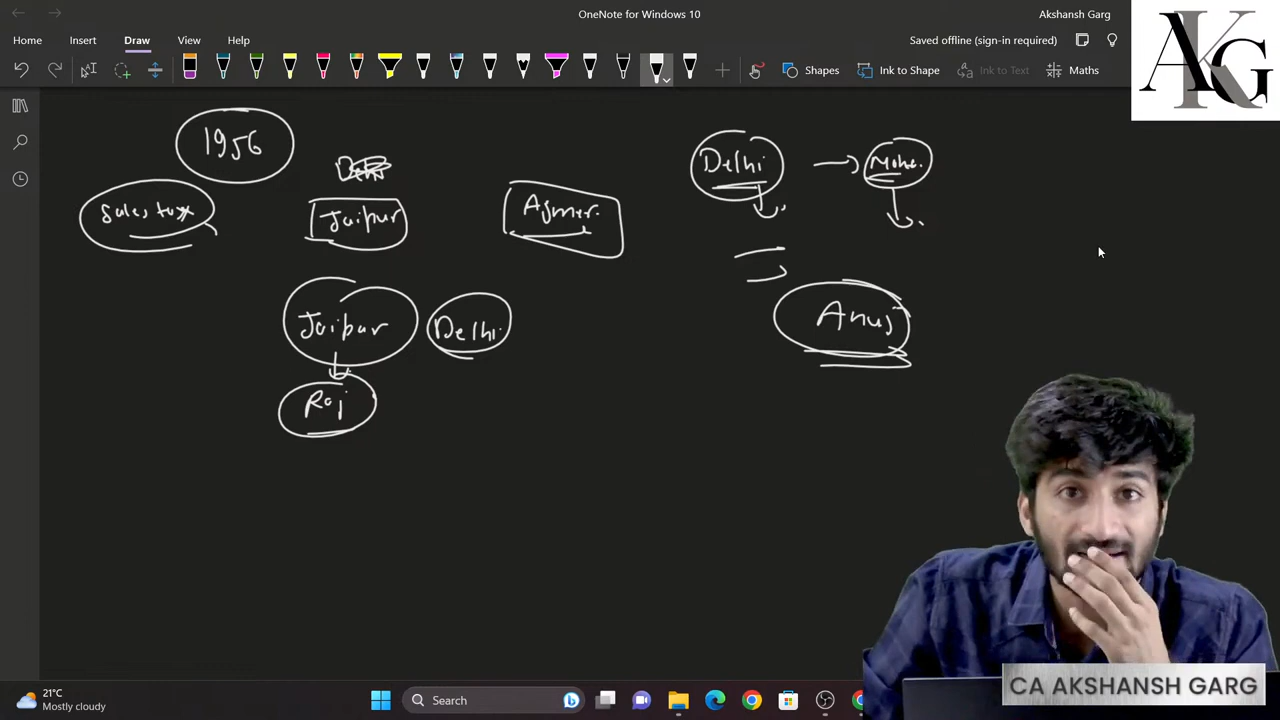 OneNote for Windows 10
Akshansh Garg
Home Insert Draw View Help
Saved offline (sign-in required)
Shapes
Ink to Shape
Ink to Text
Maths
AKG
1956
Sales tax
Jaipur
Ajmer.
Delhi
Jaipur
Delhi
Raj
Anuj
CA AKSHANSH GARG
21°C
Mostly cloudy
Search